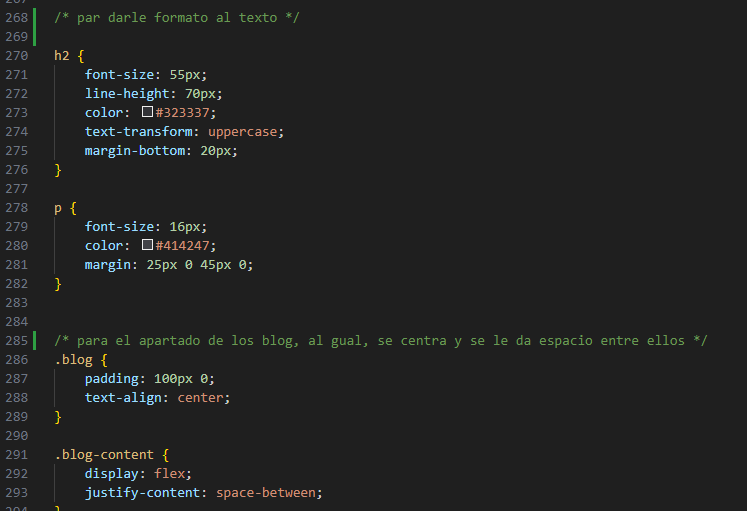 268 /* par darle formato al texto */
269
270 h2 {
271 font-size: 55px;
272 line-height: 70px;
273 color: #323337;
274 text-transform: uppercase;
275 margin-bottom: 20px;
276 }
277
278 p {
279 font-size: 16px;
280 color: #414247;
281 margin: 25px 0 45px 0;
282 }
283
284
285 /* para el apartado de los blog, al gual, se centra y se le da espacio entre ellos */
286 .blog {
287 padding: 100px 0;
288 text-align: center;
289 }
290
291 .blog-content {
292 display: flex;
293 justify-content: space-between;